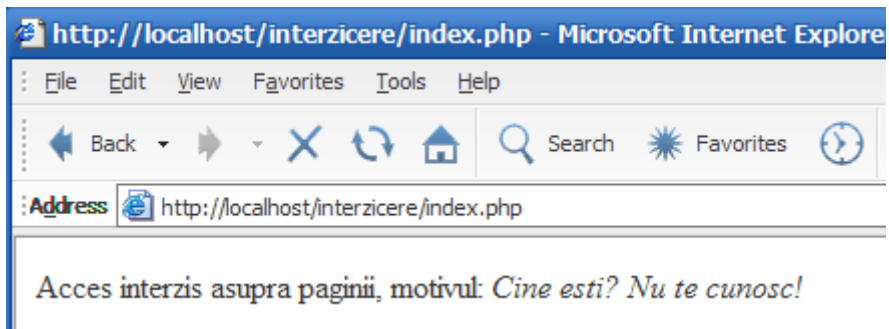 http://localhost/interzicere/index.php - Microsoft Internet Explore
File Edit View Favorites Tools Help
Back Search Favorites
Address http://localhost/interzicere/index.php
Acces interzis asupra paginii, motivul: Cine esti? Nu te cunosc!